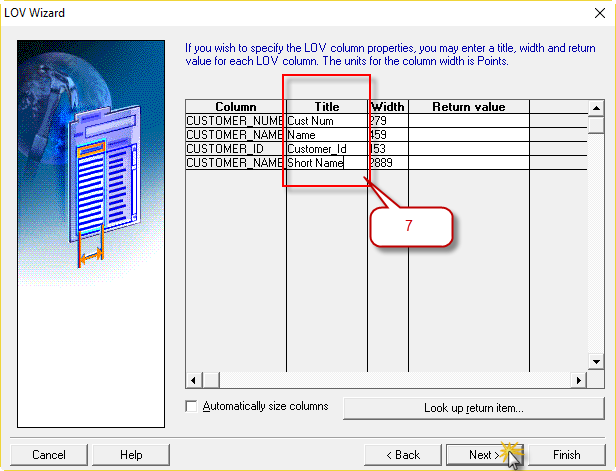 LOV Wizard
If you wish to specify the LOV column properties, you may enter a title, width and return
value for each LOV column. The units for the column width is Points.
Column Title Width Return value
CUSTOMER_NUME Cust Num 279
CUSTOMER_NAME Name 459
CUSTOMER_ID Customer_Id 153
CUSTOMER_NAME Short Name 2889
7
Automatically size columns Look up return item...
Cancel Help < Back Next > Finish